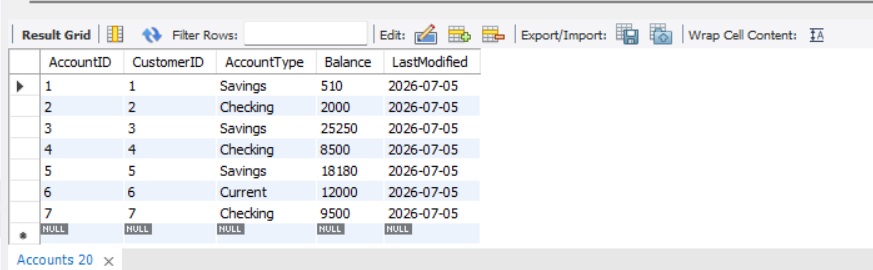 Result Grid Filter Rows: Edit: Export/Import: Wrap Cell Content: IA
AccountID CustomerID AccountType Balance LastModified
1 1 Savings 510 2026-07-05
2 2 Checking 2000 2026-07-05
3 3 Savings 25250 2026-07-05
4 4 Checking 8500 2026-07-05
5 5 Savings 18180 2026-07-05
6 6 Current 12000 2026-07-05
7 7 Checking 9500 2026-07-05
NULL NULL NULL NULL NULL
Accounts 20